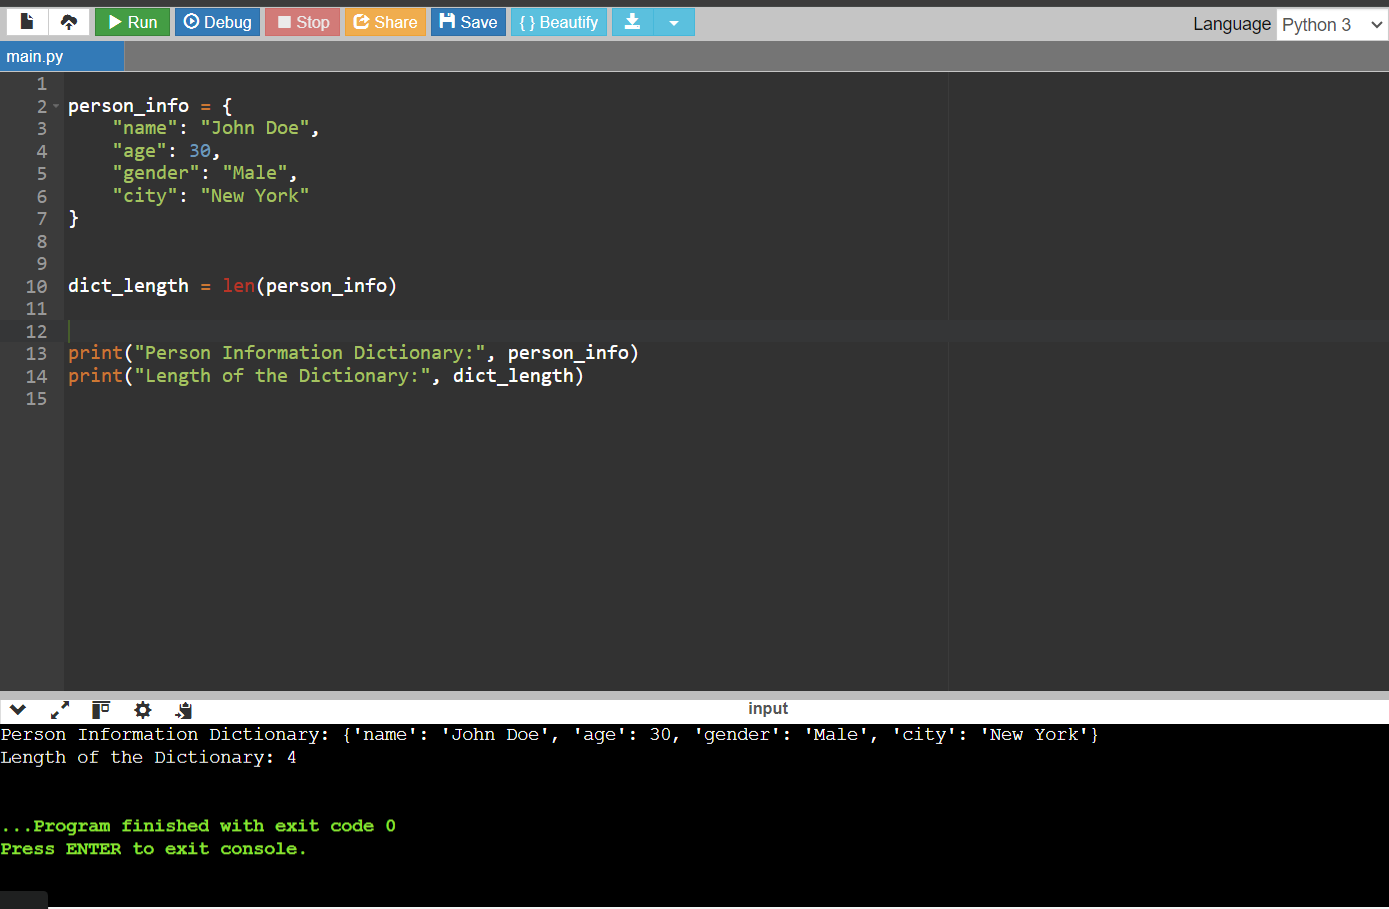 Run Debug Stop Share Save { } Beautify Language Python 3
main.py
1
2 person_info = {
3     "name": "John Doe",
4     "age": 30,
5     "gender": "Male",
6     "city": "New York"
7 }
8
9
10 dict_length = len(person_info)
11
12
13 print("Person Information Dictionary:", person_info)
14 print("Length of the Dictionary:", dict_length)
15
input
Person Information Dictionary: {'name': 'John Doe', 'age': 30, 'gender': 'Male', 'city': 'New York'}
Length of the Dictionary: 4
...Program finished with exit code 0
Press ENTER to exit console.